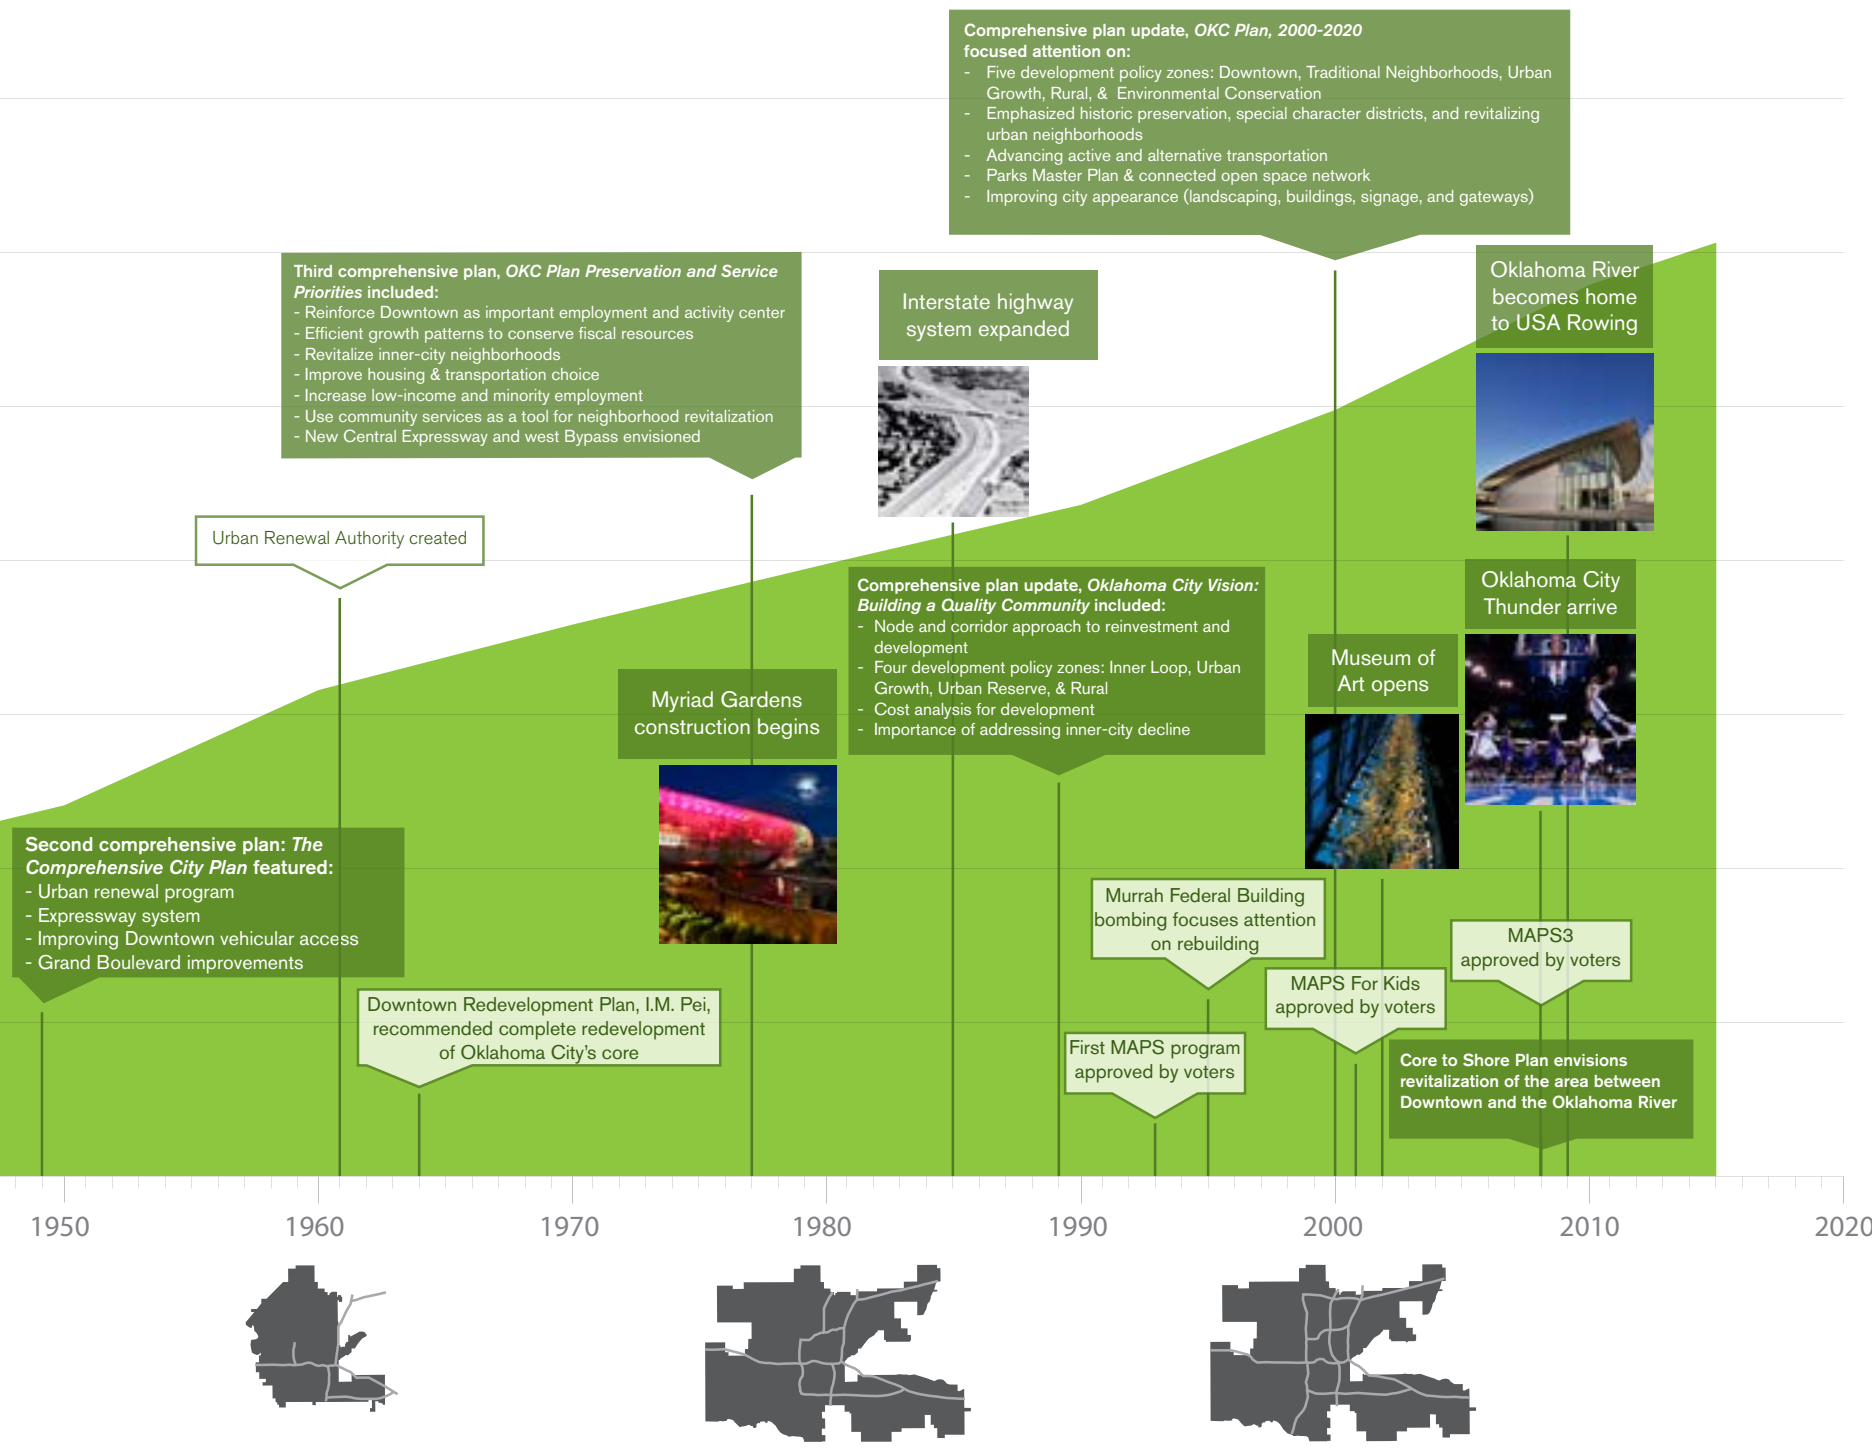 Comprehensive plan update, OKC Plan, 2000-2020
focused attention on:
- Five development policy zones: Downtown, Traditional Neighborhoods, Urban
Growth, Rural, & Environmental Conservation
- Emphasized historic preservation, special character districts, and revitalizing
urban neighborhoods
- Advancing active and alternative transportation
- Parks Master Plan & connected open space network
- Improving city appearance (landscaping, buildings, signage, and gateways)
Third comprehensive plan, OKC Plan Preservation and Service
Priorities included:
- Reinforce Downtown as important employment and activity center
- Efficient growth patterns to conserve fiscal resources
- Revitalize inner-city neighborhoods
- Improve housing & transportation choice
- Increase low-income and minority employment
- Use community services as a tool for neighborhood revitalization
- New Central Expressway and west Bypass envisioned
Interstate highway
system expanded
Oklahoma River
becomes home
to USA Rowing
Urban Renewal Authority created
Comprehensive plan update, Oklahoma City Vision:
Building a Quality Community included:
- Node and corridor approach to reinvestment and
development
- Four development policy zones: Inner Loop, Urban
Growth, Urban Reserve, & Rural
- Cost analysis for development
- Importance of addressing inner-city decline
Oklahoma City
Thunder arrive
Museum of
Art opens
Myriad Gardens
construction begins
Second comprehensive plan: The
Comprehensive City Plan featured:
- Urban renewal program
- Expressway system
- Improving Downtown vehicular access
- Grand Boulevard improvements
Murrah Federal Building
bombing focuses attention
on rebuilding
MAPS3
approved by voters
MAPS For Kids
approved by voters
Downtown Redevelopment Plan, I.M. Pei,
recommended complete redevelopment
of Oklahoma City's core
First MAPS program
approved by voters
Core to Shore Plan envisions
revitalization of the area between
Downtown and the Oklahoma River
1950 1960 1970 1980 1990 2000 2010 2020